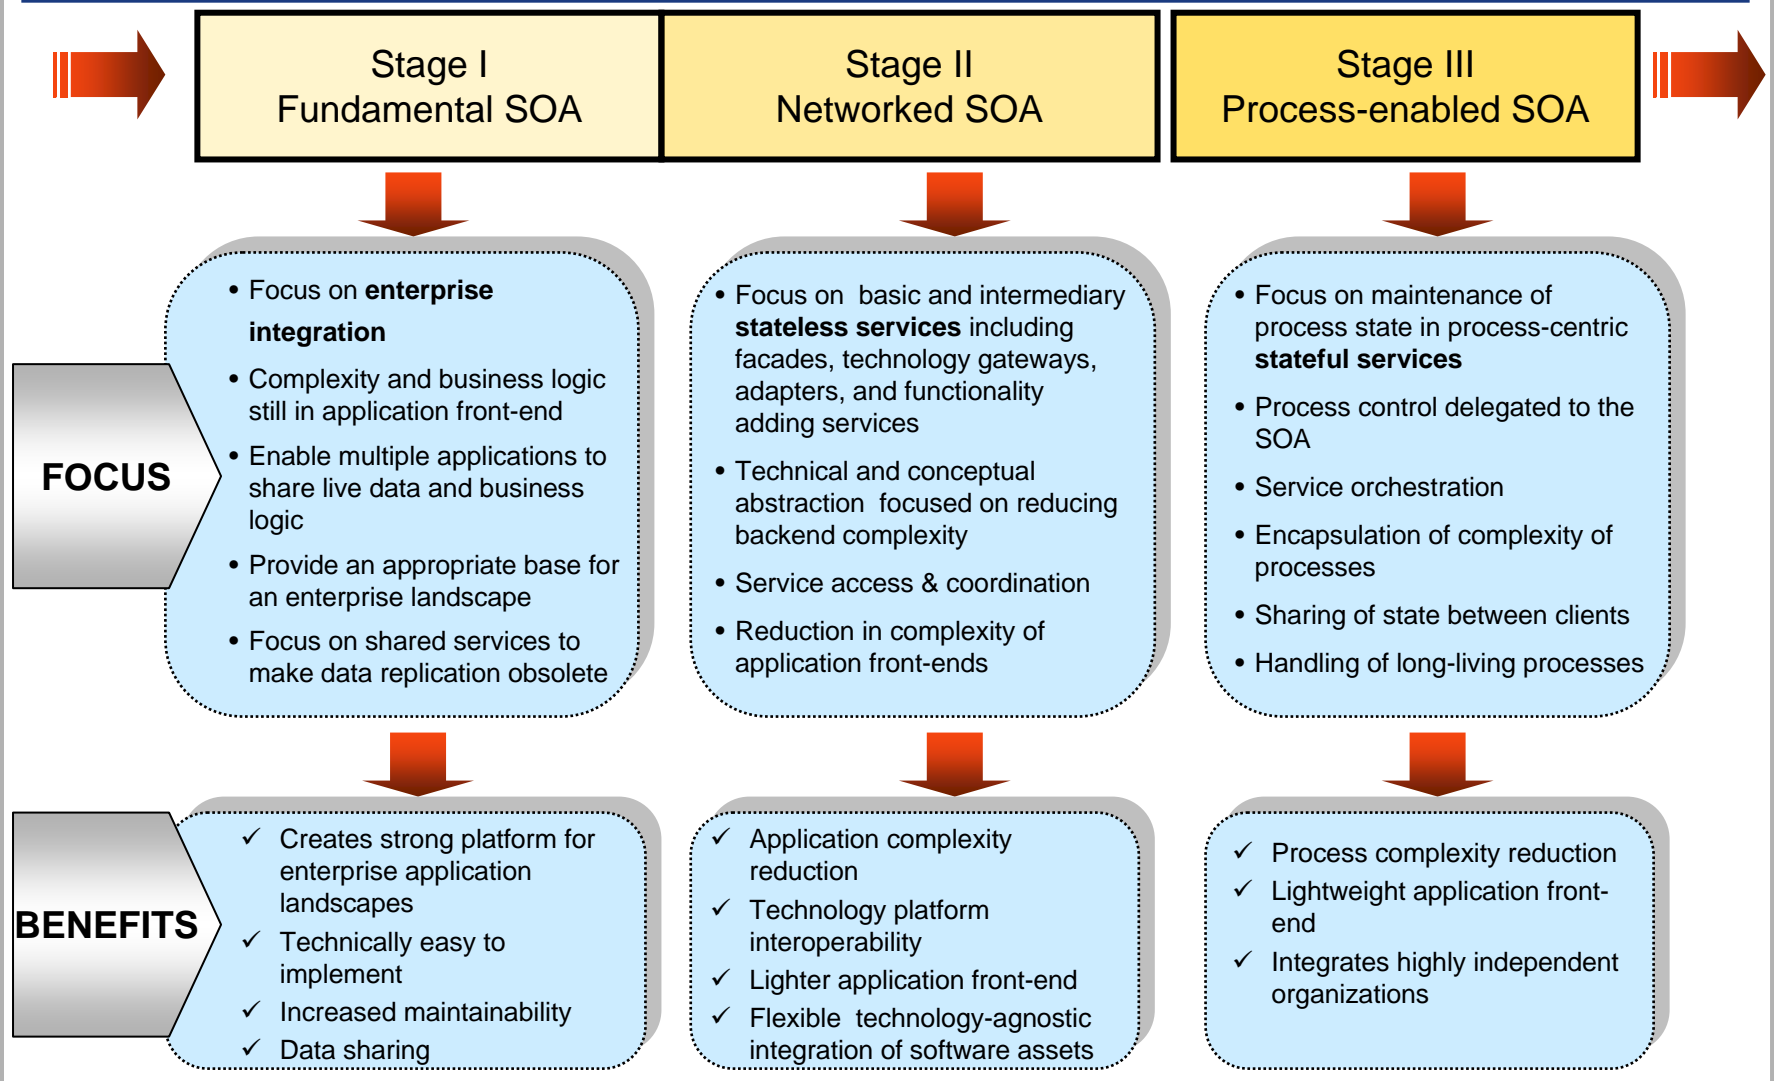 Stage I
Fundamental SOA
Stage II
Networked SOA
Stage III
Process-enabled SOA
FOCUS
• Focus on enterprise
integration
• Complexity and business logic
still in application front-end
• Enable multiple applications to
share live data and business
logic
• Provide an appropriate base for
an enterprise landscape
• Focus on shared services to
make data replication obsolete
• Focus on  basic and intermediary
stateless services including
facades, technology gateways,
adapters, and functionality
adding services
• Technical and conceptual
abstraction  focused on reducing
backend complexity
• Service access & coordination
• Reduction in complexity of
application front-ends
• Focus on maintenance of
process state in process-centric
stateful services
• Process control delegated to the
SOA
• Service orchestration
• Encapsulation of complexity of
processes
• Sharing of state between clients
• Handling of long-living processes
BENEFITS
✓ Creates strong platform for
enterprise application
landscapes
✓ Technically easy to
implement
✓ Increased maintainability
✓ Data sharing
✓ Application complexity
reduction
✓ Technology platform
interoperability
✓ Lighter application front-end
✓ Flexible  technology-agnostic
integration of software assets
✓ Process complexity reduction
✓ Lightweight application front-
end
✓ Integrates highly independent
organizations